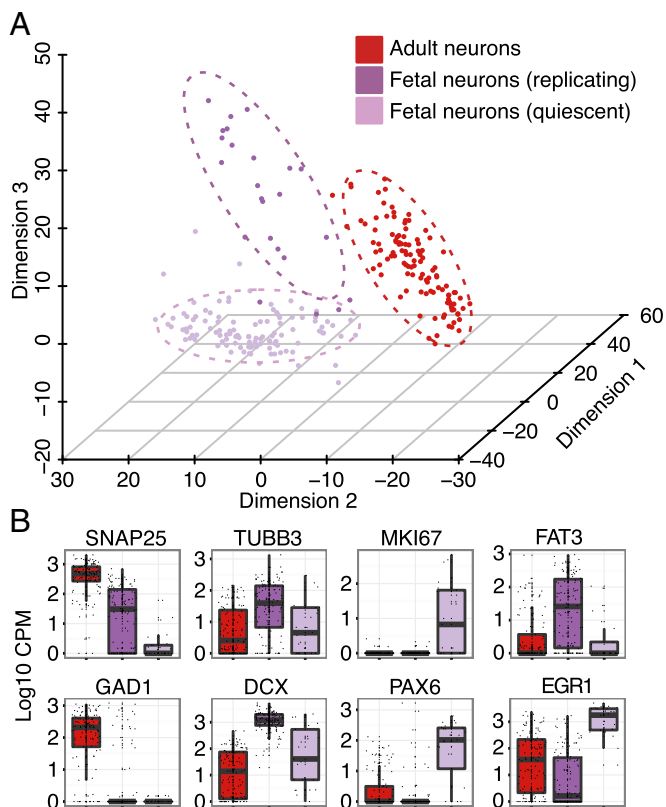 A
Adult neurons
Fetal neurons (replicating)
Fetal neurons (quiescent)
Dimension 3
50
40
30
20
10
0
−10
−20
30 20 10 0 −10 −20 −30
Dimension 2
−40
−20
0
20
40
60
Dimension 1
B
Log10 CPM
SNAP25 TUBB3 MKI67 FAT3
3 2 1 0
3 2 1 0
2 1 0
3 2 1 0
GAD1 DCX PAX6 EGR1
3 2 1 0
3 2 1 0
3 2 1 0
3 2 1 0